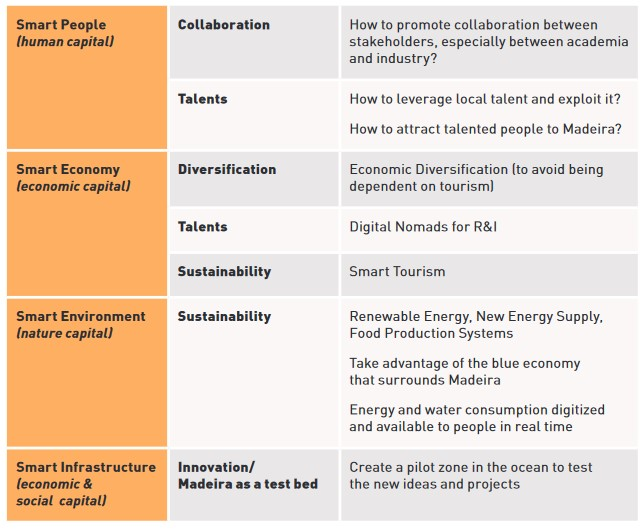 Smart People
(human capital)
Collaboration
How to promote collaboration between
stakeholders, especially between academia
and industry?
Talents
How to leverage local talent and exploit it?
How to attract talented people to Madeira?
Smart Economy
(economic capital)
Diversification
Economic Diversification (to avoid being
dependent on tourism)
Talents
Digital Nomads for R&I
Sustainability
Smart Tourism
Smart Environment
(nature capital)
Sustainability
Renewable Energy, New Energy Supply,
Food Production Systems
Take advantage of the blue economy
that surrounds Madeira
Energy and water consumption digitized
and available to people in real time
Smart Infrastructure
(economic &
social capital)
Innovation/
Madeira as a test bed
Create a pilot zone in the ocean to test
the new ideas and projects